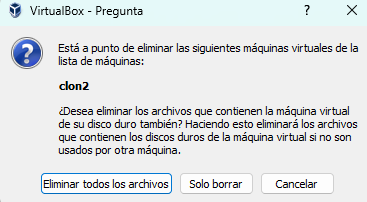 VirtualBox - Pregunta
Está a punto de eliminar las siguientes máquinas virtuales de la
lista de máquinas:
clon2
¿Desea eliminar los archivos que contienen la máquina virtual
de su disco duro también? Haciendo esto eliminará los archivos
que contienen los discos duros de la máquina virtual si no son
usados por otra máquina.
Eliminar todos los archivos Solo borrar Cancelar